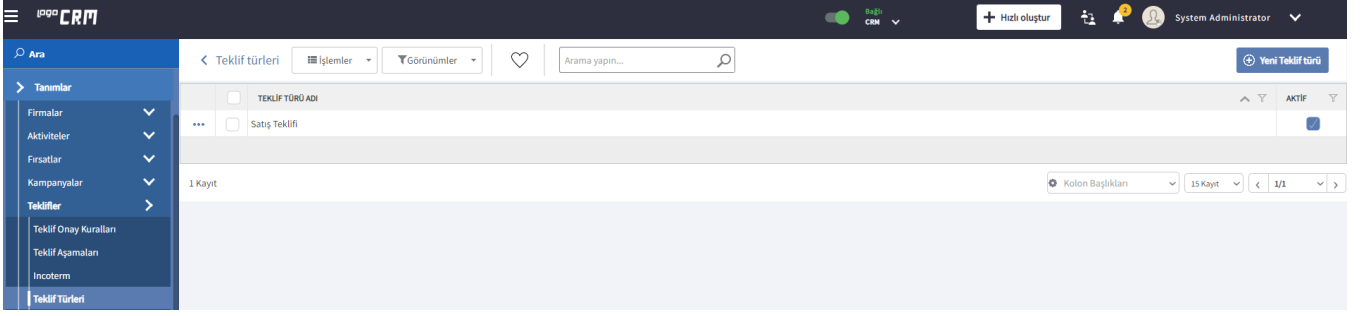 logo CRM
Bağlı
CRM
Hızlı oluştur
2
System Administrator
Ara
Teklif türleri
İşlemler
Görünümler
Arama yapın...
Yeni Teklif türü
Tanımlar
Firmalar
Aktiviteler
Fırsatlar
Kampanyalar
Teklifler
Teklif Onay Kuralları
Teklif Aşamaları
Incoterm
Teklif Türleri
TEKLİF TÜRÜ ADI
AKTİF
Satış Teklifi
1 Kayıt
Kolon Başlıkları
15 Kayıt
1/1